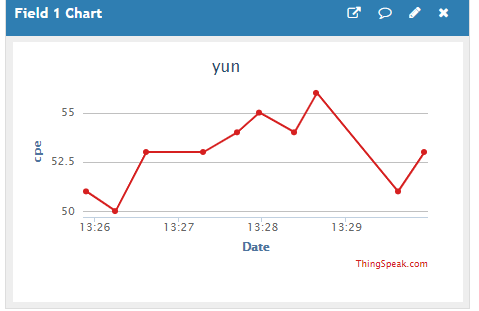 Field 1 Chart
yun
55
52.5
50
cpe
13:26 13:27 13:28 13:29
Date
ThingSpeak.com